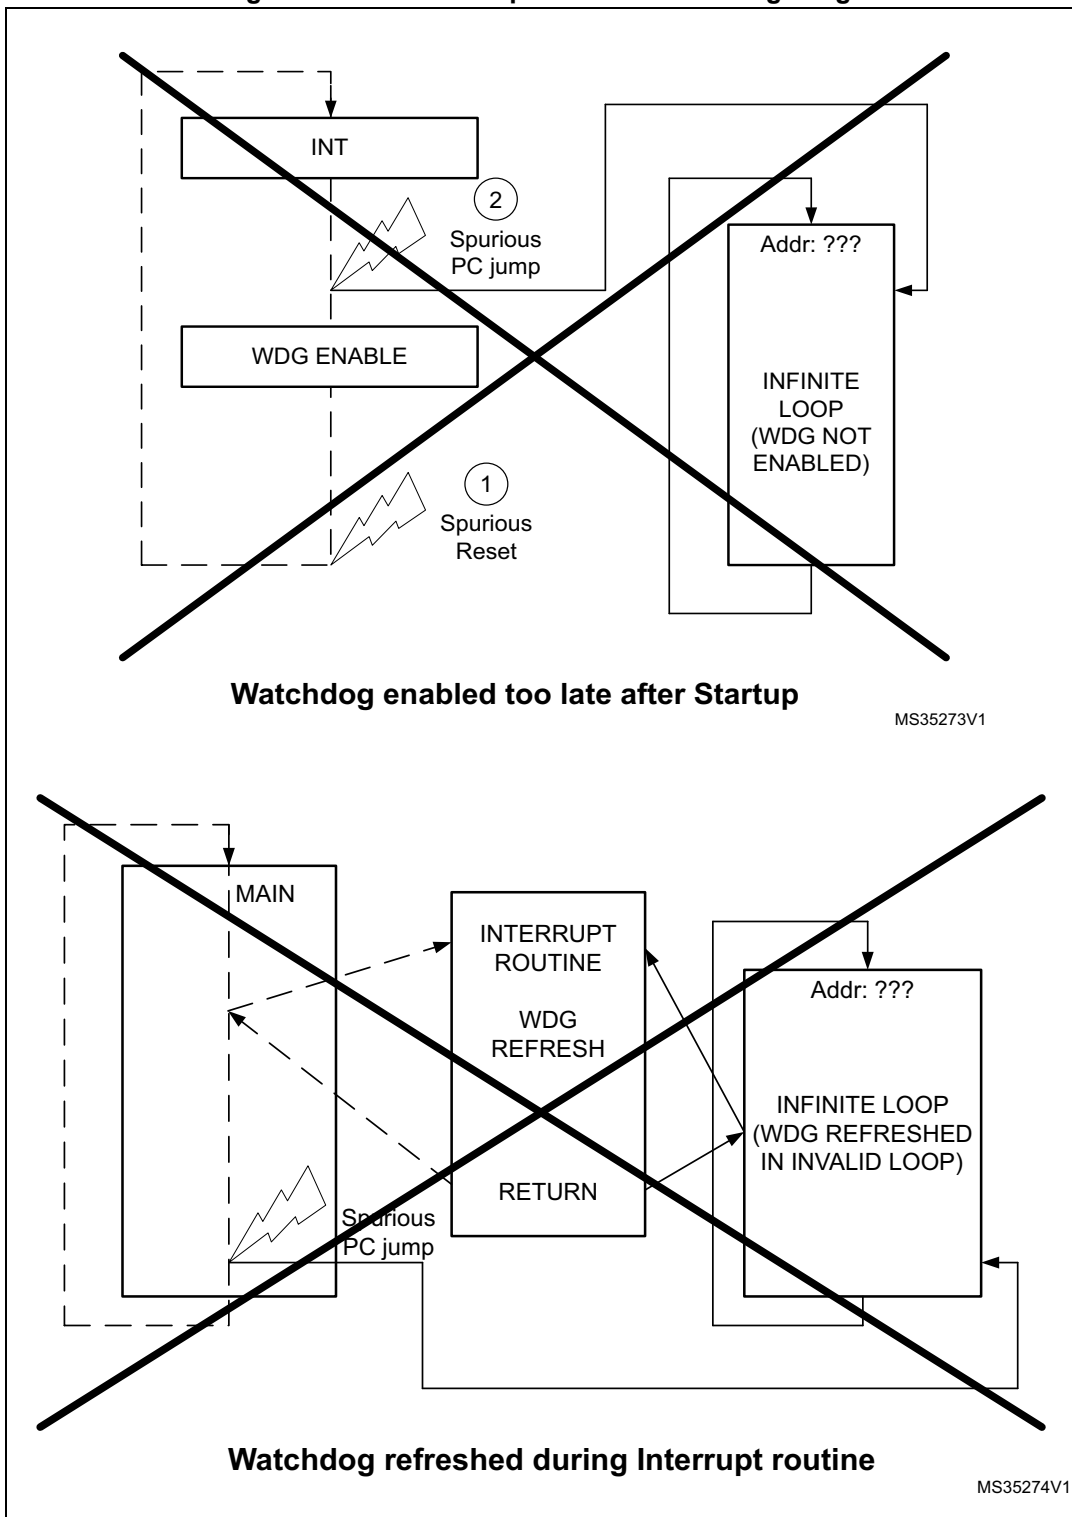 INT
2
Spurious
PC jump
Addr: ???
WDG ENABLE
INFINITE
LOOP
(WDG NOT
ENABLED)
1
Spurious
Reset
Watchdog enabled too late after Startup
MS35273V1
MAIN
INTERRUPT
ROUTINE
WDG
REFRESH
RETURN
Addr: ???
INFINITE LOOP
(WDG REFRESHED
IN INVALID LOOP)
Spurious
PC jump
Watchdog refreshed during Interrupt routine
MS35274V1